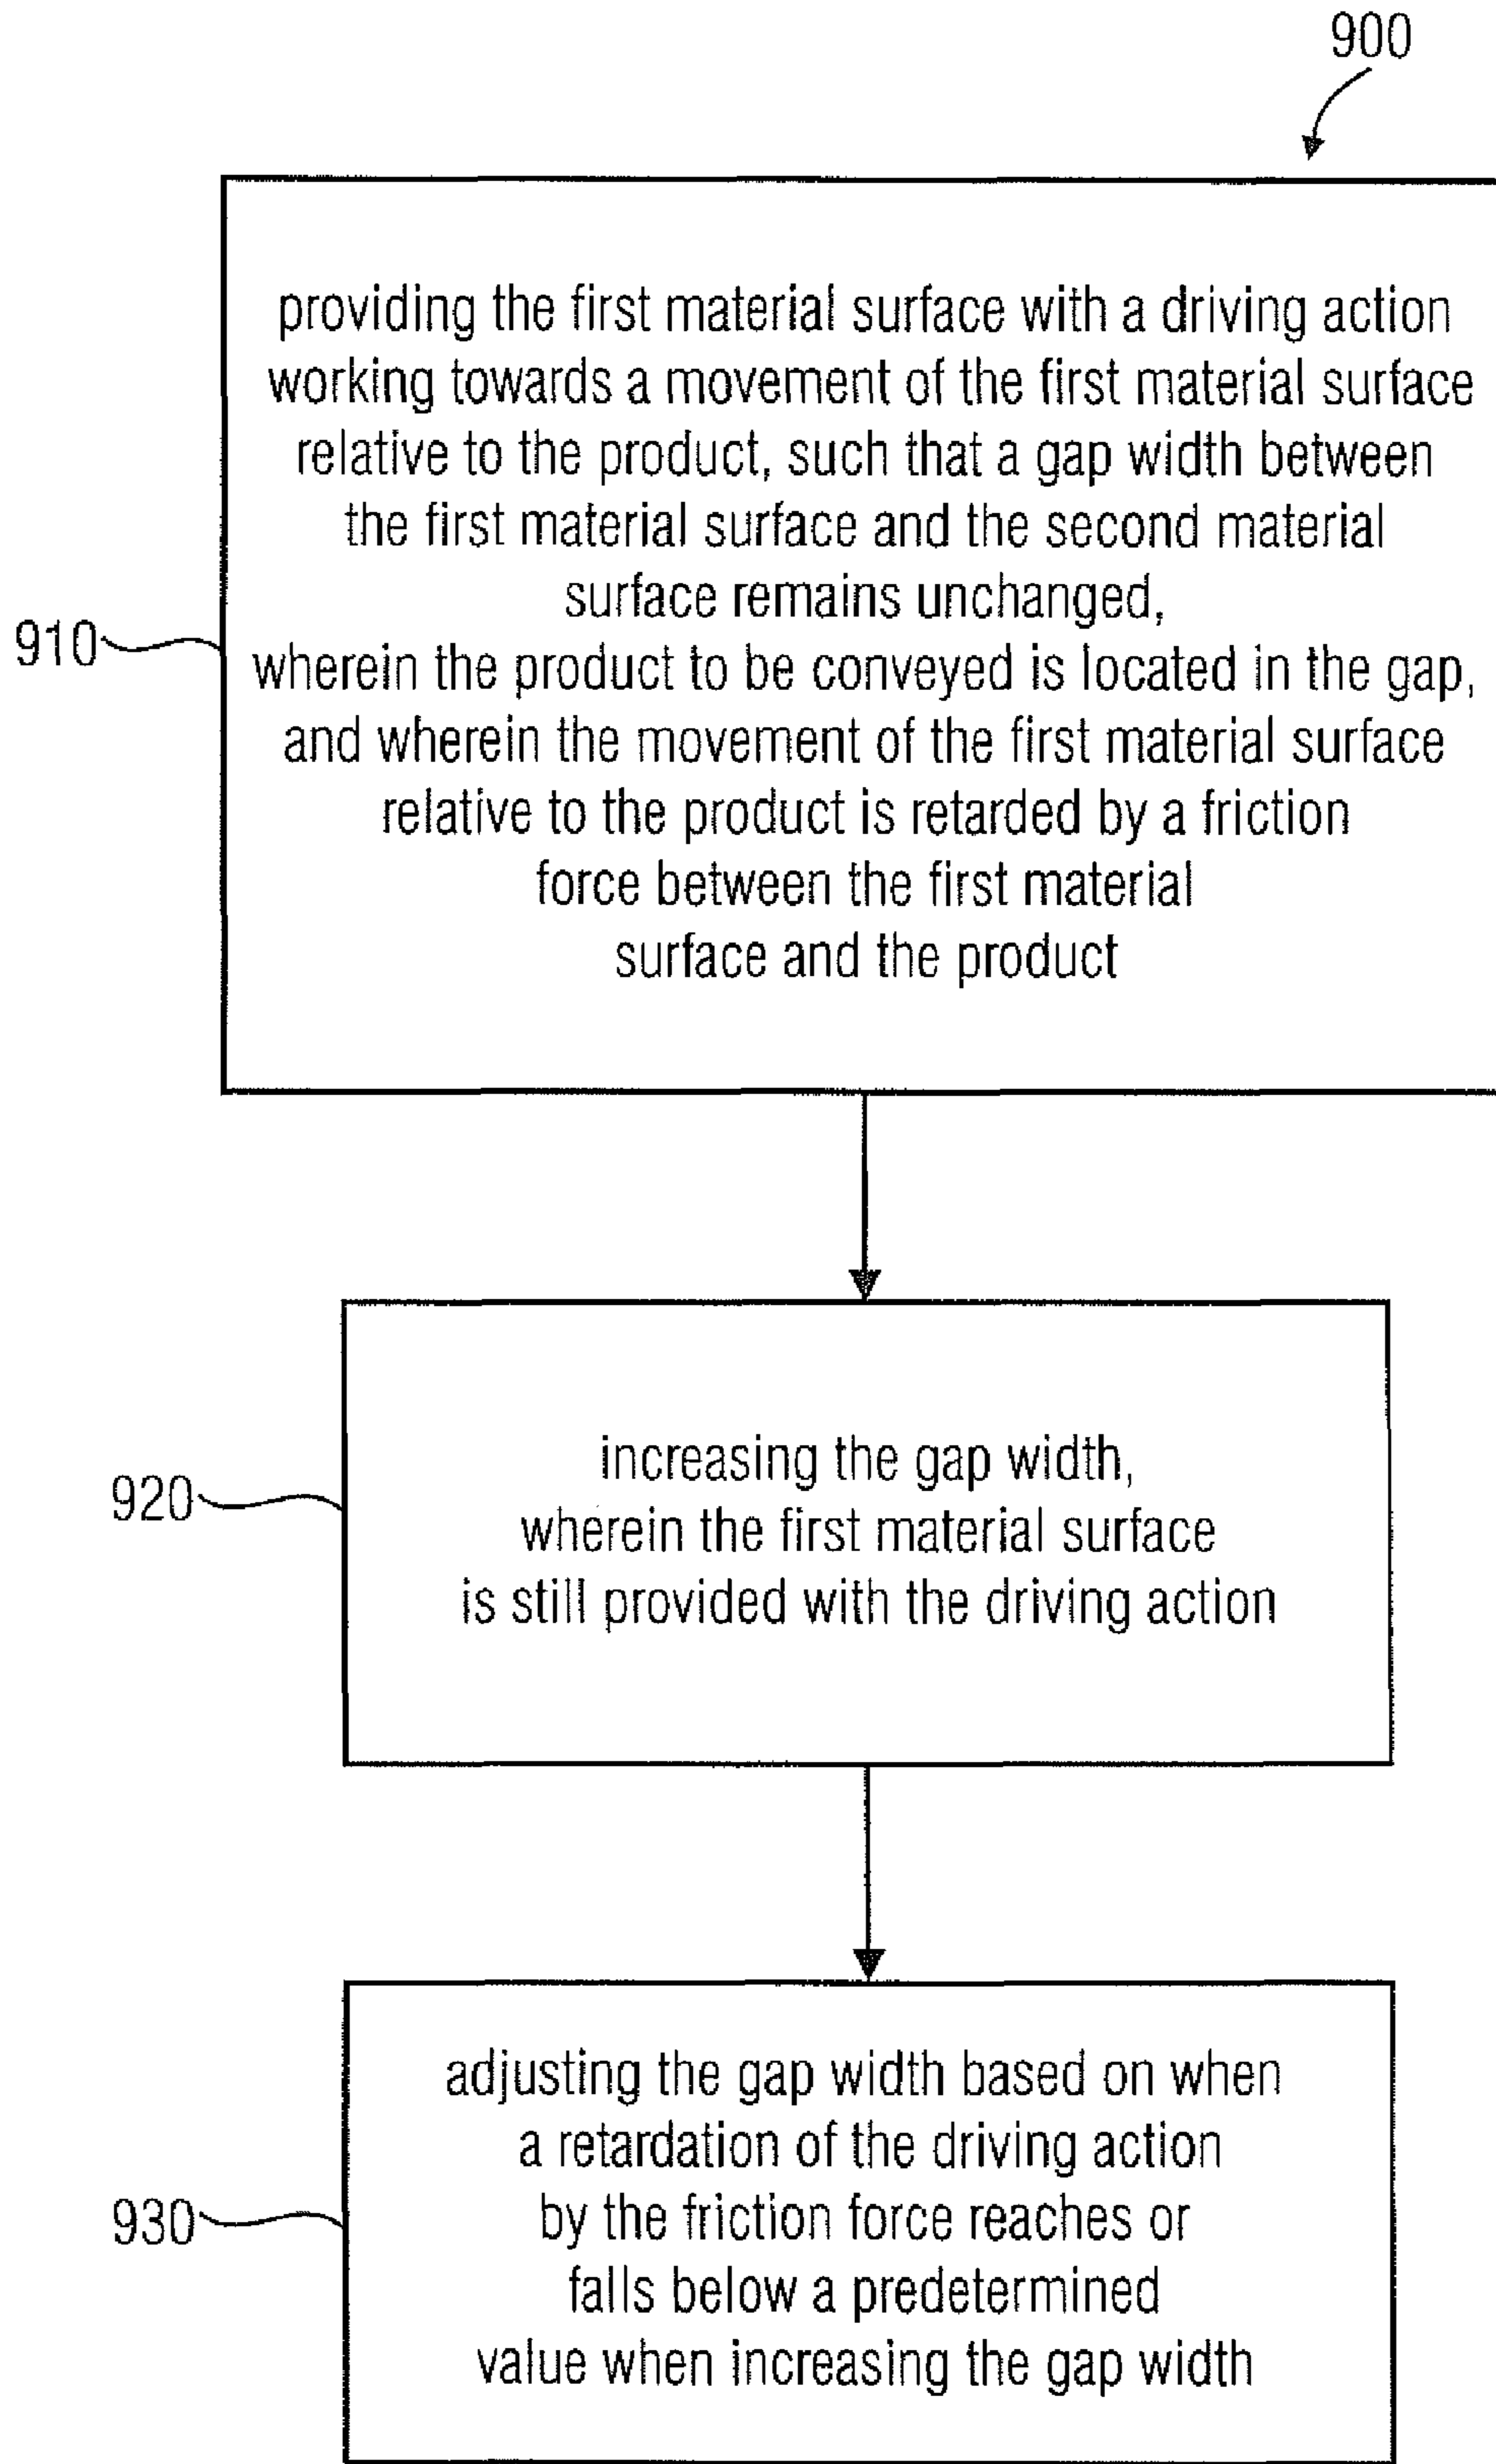 900
providing the first material surface with a driving action
working towards a movement of the first material surface
relative to the product, such that a gap width between
the first material surface and the second material
surface remains unchanged,
910
wherein the product to be conveyed is located in the gap,
and wherein the movement of the first material surface
relative to the product is retarded by a friction
force between the first material
surface and the product
increasing the gap width,
920
wherein the first material surface
is still provided with the driving action
adjusting the gap width based on when
a retardation of the driving action
930
by the friction force reaches or
falls below a predetermined
value when increasing the gap width